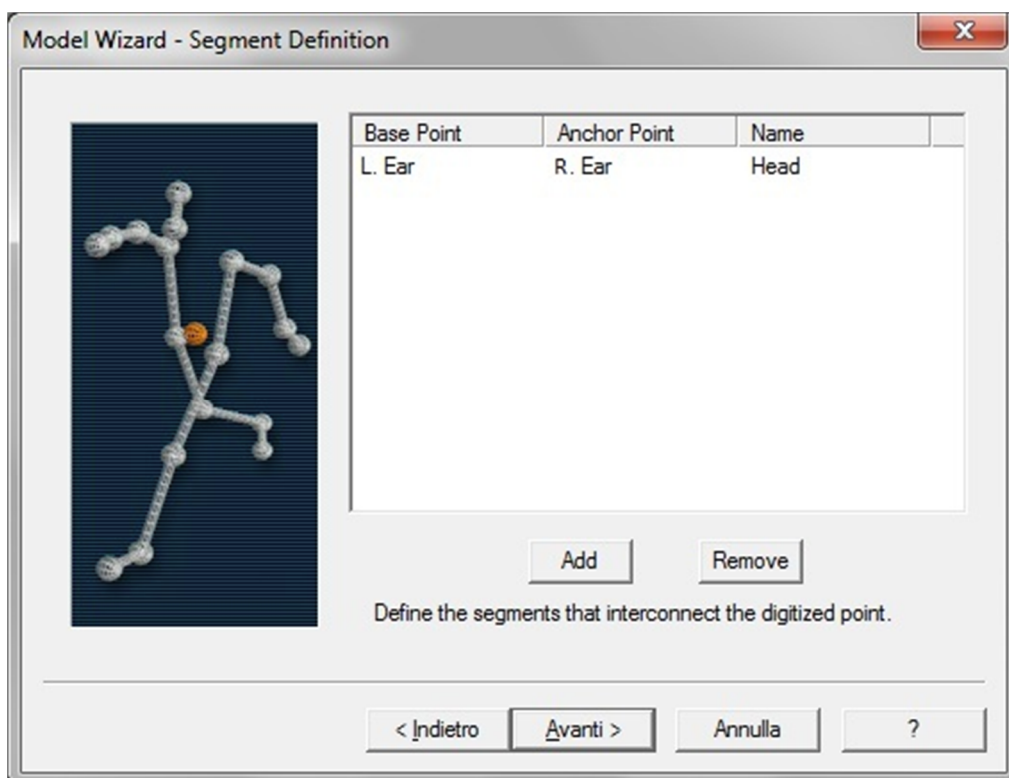 Model Wizard - Segment Definition
Base Point Anchor Point Name
L. Ear R. Ear Head
Add Remove
Define the segments that interconnect the digitized point.
< Indietro Avanti > Annulla ?